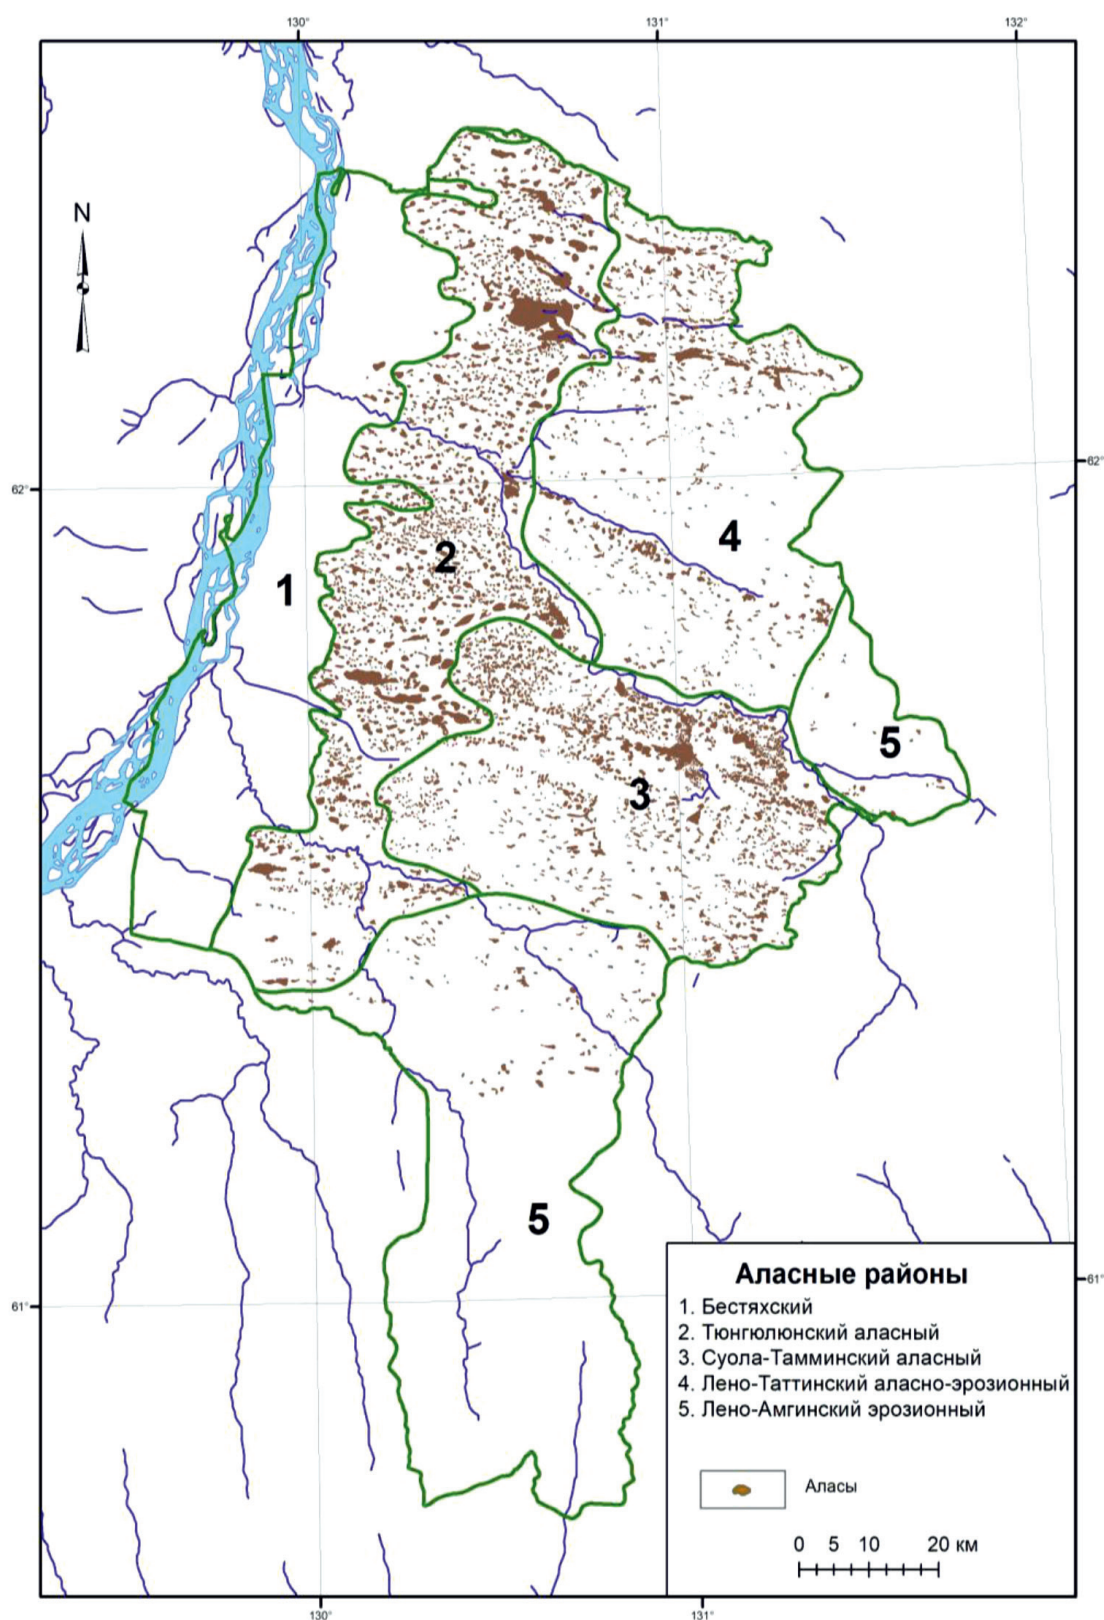 130° 131° 132°
N
62° 62°
1
2
4
5
3
5
61° 61°
Аласные районы
1. Бестяхский
2. Тюнгюлюнский аласный
3. Суола-Тамминский аласный
4. Лено-Таттинский аласно-эрозионный
5. Лено-Амгинский эрозионный
Аласы
0 5 10 20 км
130° 131°